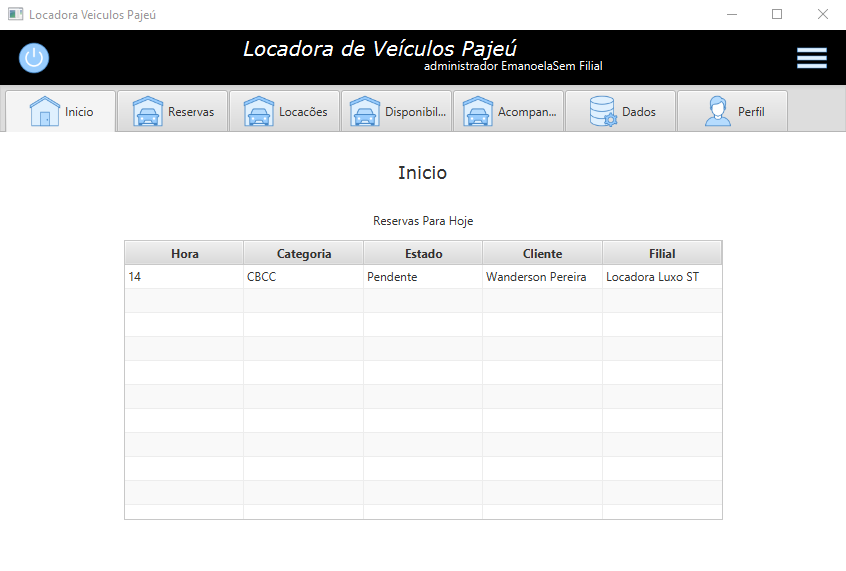 Locadora Veiculos Pajeú
Locadora de Veículos Pajeú
administrador EmanoelaSem Filial
Inicio
Reservas
Locacões
Disponibil...
Acompan...
Dados
Perfil
Inicio
Reservas Para Hoje
Hora Categoria Estado Cliente Filial
14 CBCC Pendente Wanderson Pereira Locadora Luxo ST